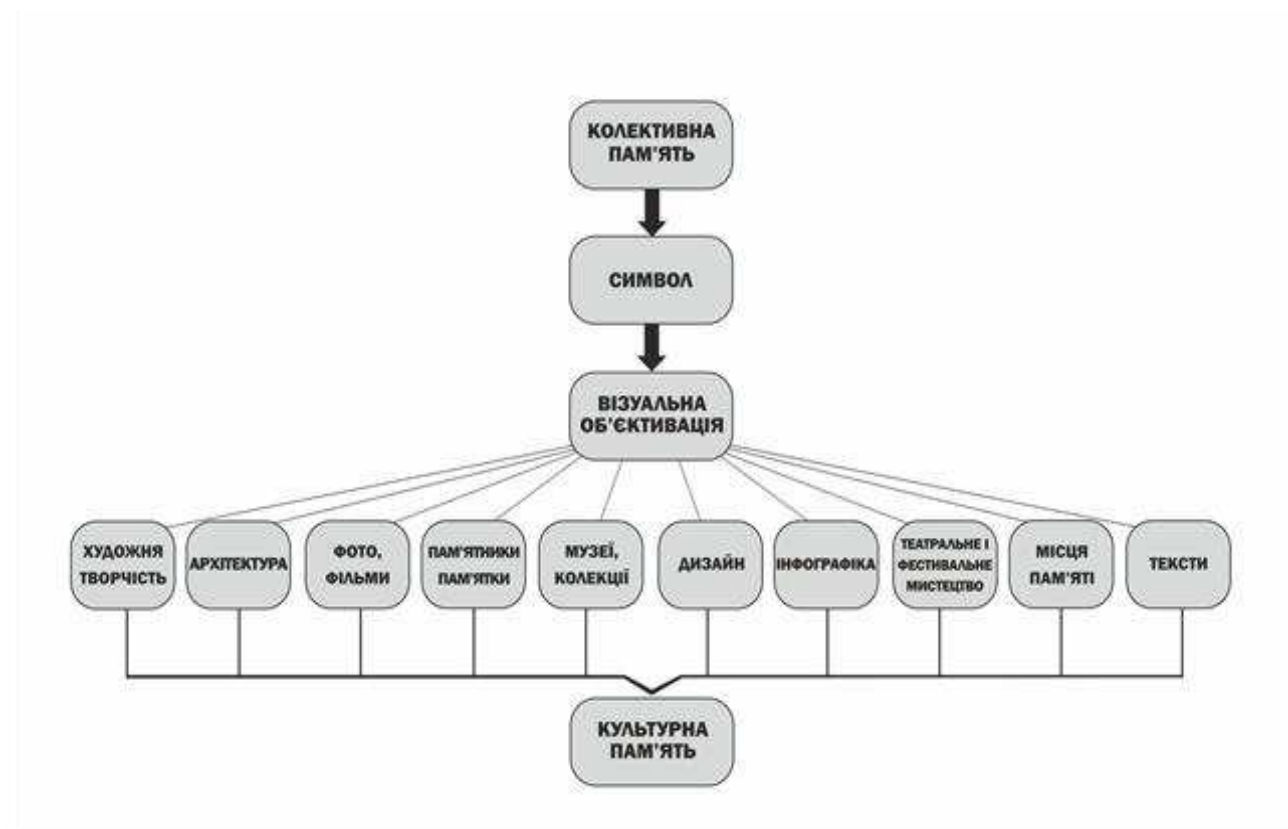 КОЛЕКТИВНА
ПАМ'ЯТЬ
СИМВОЛ
ВІЗУАЛЬНА
ОБ'ЄКТИВАЦІЯ
ХУДОЖНЯ
ТВОРЧІСТЬ
АРХІТЕКТУРА
ФОТО,
ФІЛЬМИ
ПАМ'ЯТНИКИ
ПАМ'ЯТКИ
МУЗЕЇ,
КОЛЕКЦІЇ
ДИЗАЙН
ІНФОГРАФІКА
ТЕАТРАЛЬНЕ І
ФЕСТИВАЛЬНЕ
МИСТЕЦТВО
МІСЦЯ
ПАМ'ЯТІ
ТЕКСТИ
КУЛЬТУРНА
ПАМ'ЯТЬ